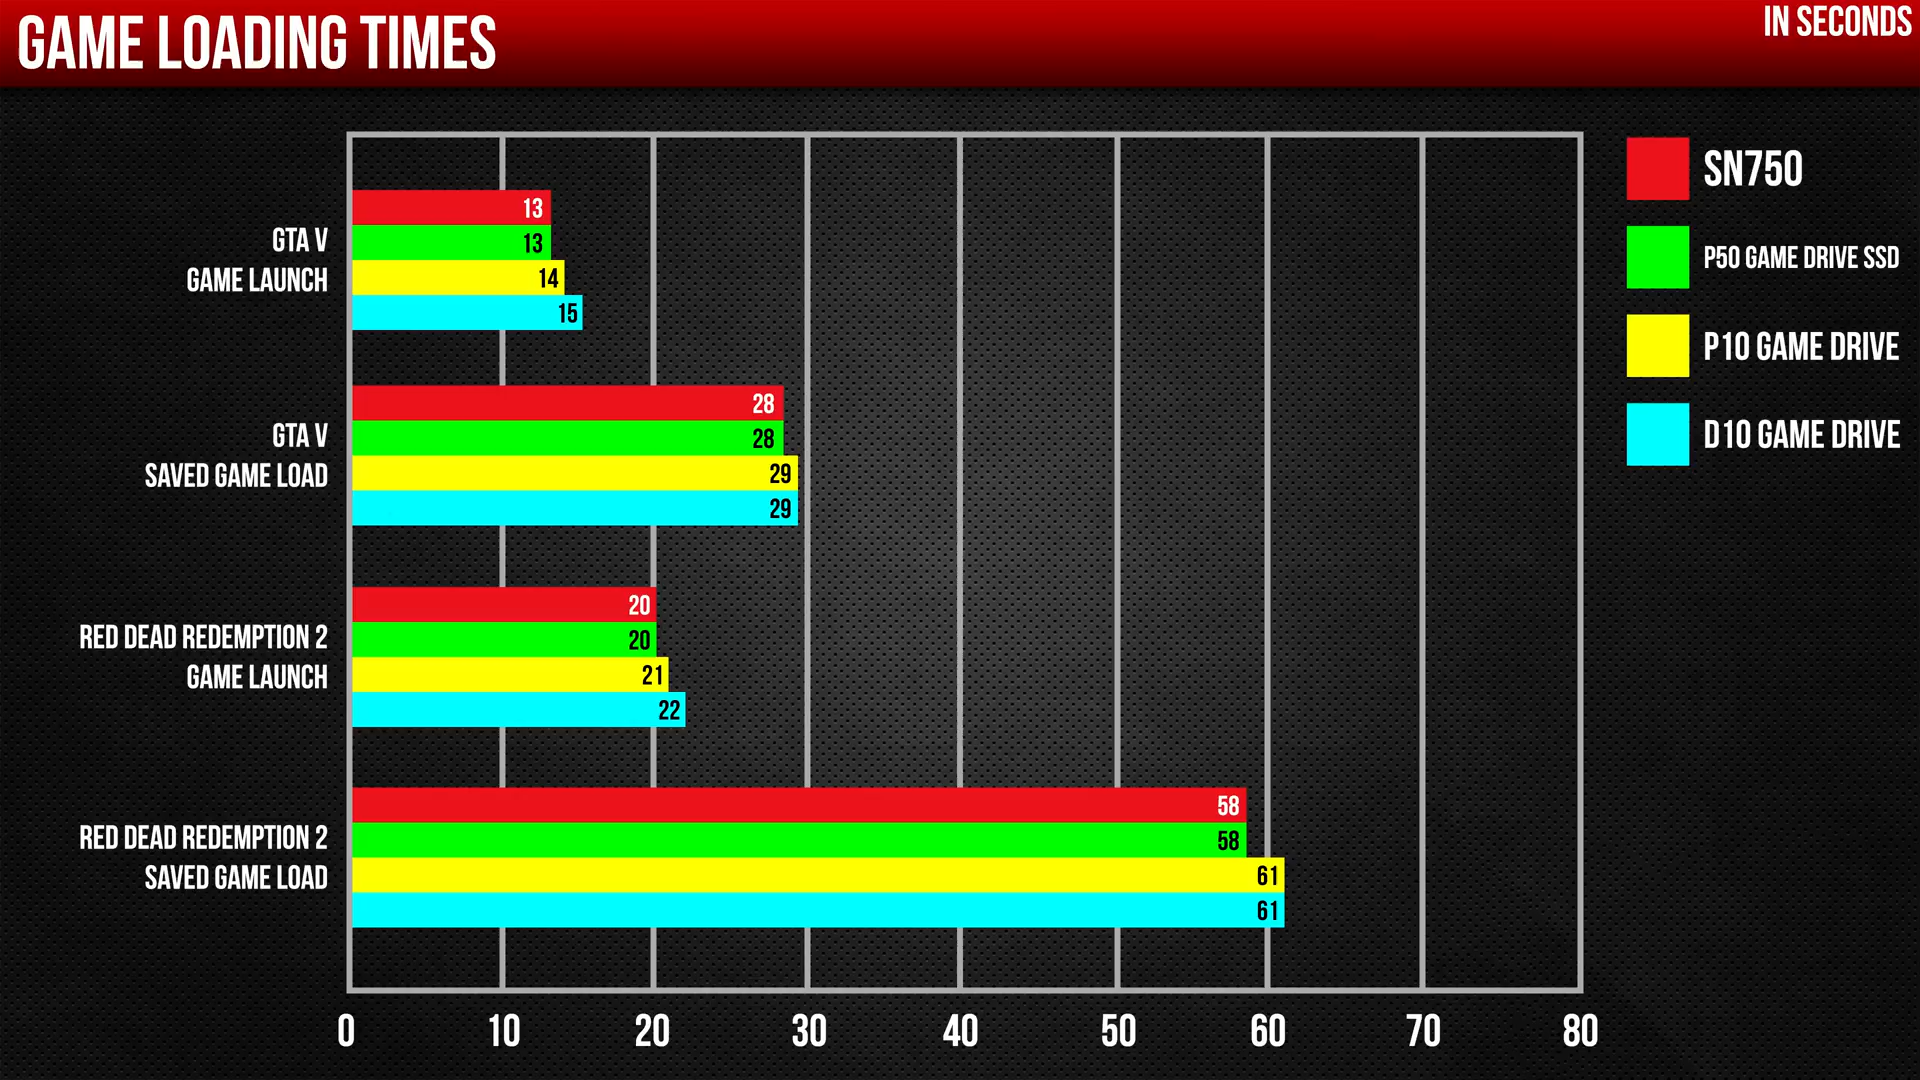 GAME LOADING TIMES
IN SECONDS
SN750
P50 GAME DRIVE SSD
P10 GAME DRIVE
D10 GAME DRIVE
GTA V
GAME LAUNCH
13
13
14
15
GTA V
SAVED GAME LOAD
28
28
29
29
RED DEAD REDEMPTION 2
GAME LAUNCH
20
20
21
22
RED DEAD REDEMPTION 2
SAVED GAME LOAD
58
58
61
61
0 10 20 30 40 50 60 70 80